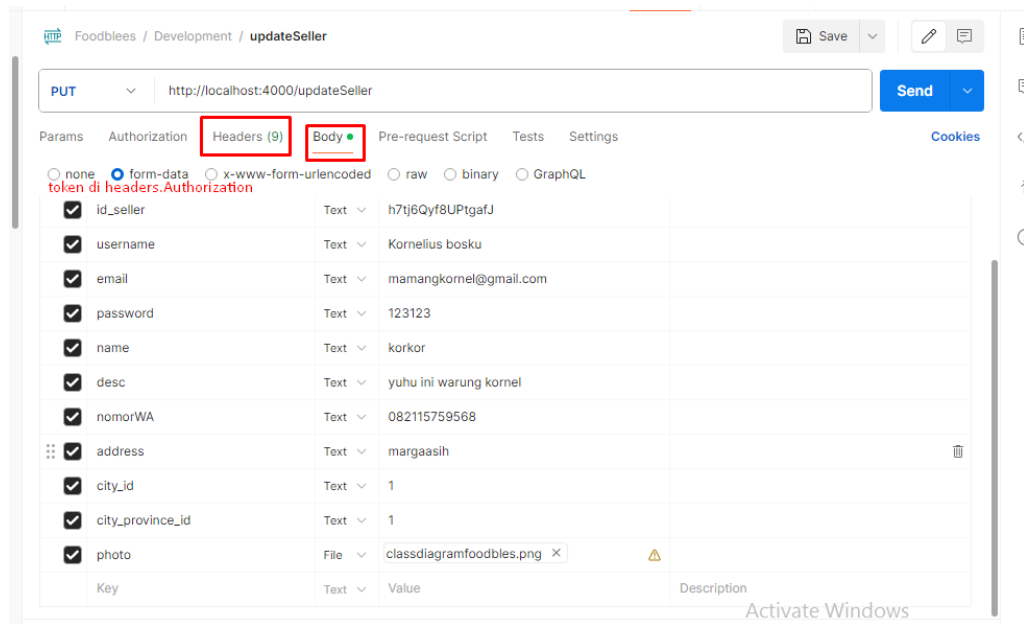 HTTP Foodblees / Development / updateSeller Save
PUT http://localhost:4000/updateSeller Send
Params Authorization Headers (9) Body Pre-request Script Tests Settings Cookies
none form-data x-www-form-urlencoded raw binary GraphQL
token di headers.Authorization
id_seller Text h7tj6Qyf8UPtgafJ
username Text Kornelius bosku
email Text mamangkornel@gmail.com
password Text 123123
name Text korkor
desc Text yuhu ini warung kornel
nomorWA Text 082115759568
address Text margaasih
city_id Text 1
city_province_id Text 1
photo File classdiagramfoodbles.png
Key Text Value Description
Activate Windows